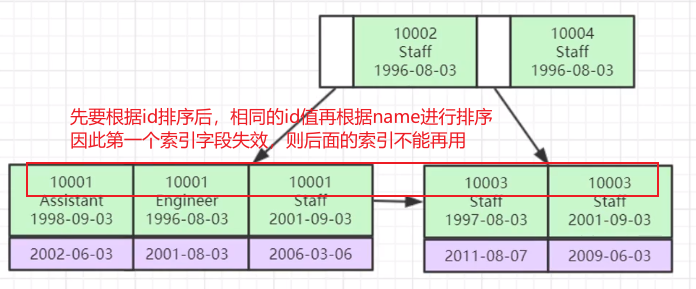 10002 10004
Staff Staff
1996-08-03 1996-08-03
先要根据id排序后，相同的id值再根据name进行排序
因此第一个索引字段失效，则后面的索引不能再用
10001 10001 10001 10003 10003
Assistant Engineer Staff Staff Staff
1998-09-03 1996-08-03 2001-09-03 1997-08-03 2001-09-03
2002-06-03 2001-08-03 2006-03-06 2011-08-07 2009-06-03